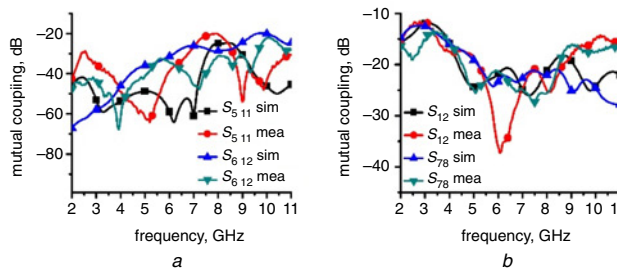 mutual coupling, dB
0
−20
−40
−60
−80
S5 11 sim
S5 11 mea
S6 12 sim
S6 12 mea
2 3 4 5 6 7 8 9 10 11
frequency, GHz
a
mutual coupling, dB
−10
−20
−30
−40
S12 sim
S12 mea
S78 sim
S78 mea
2 3 4 5 6 7 8 9 10
frequency, GHz
b